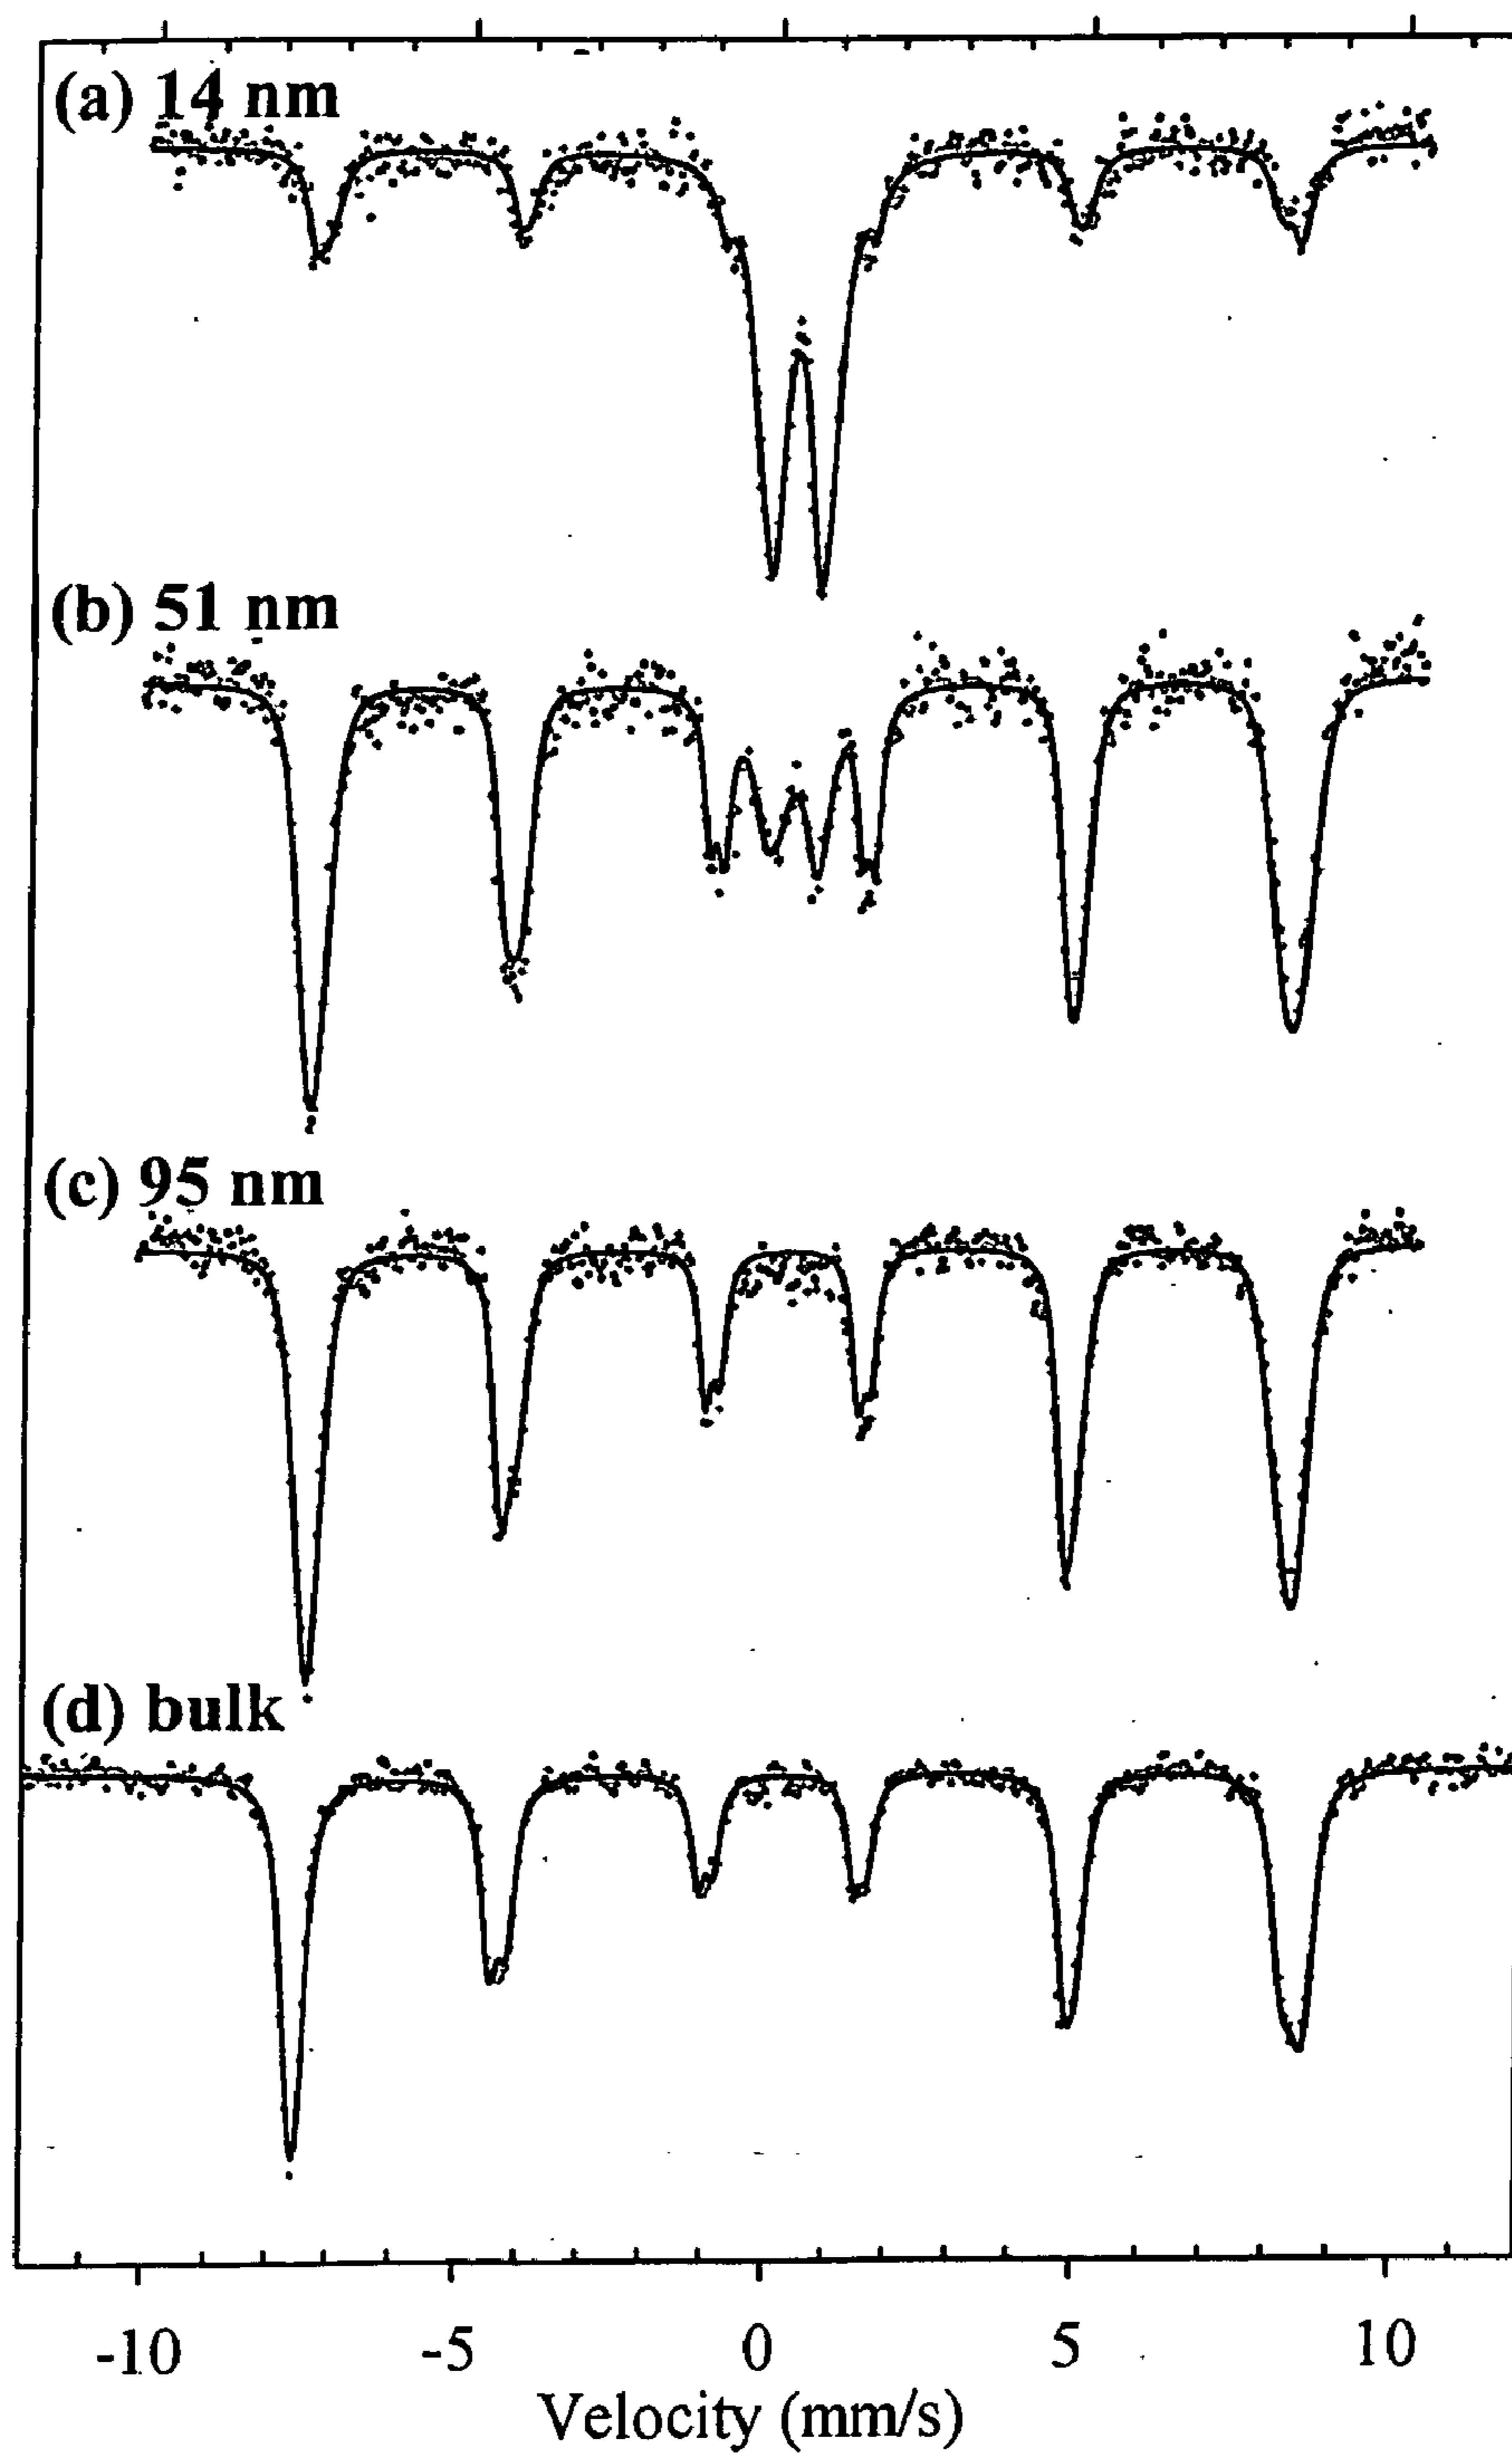 (a) 14 nm
(b) 51 nm
(c) 95 nm
(d) bulk
-10 -5 0 5 10
Velocity (mm/s)